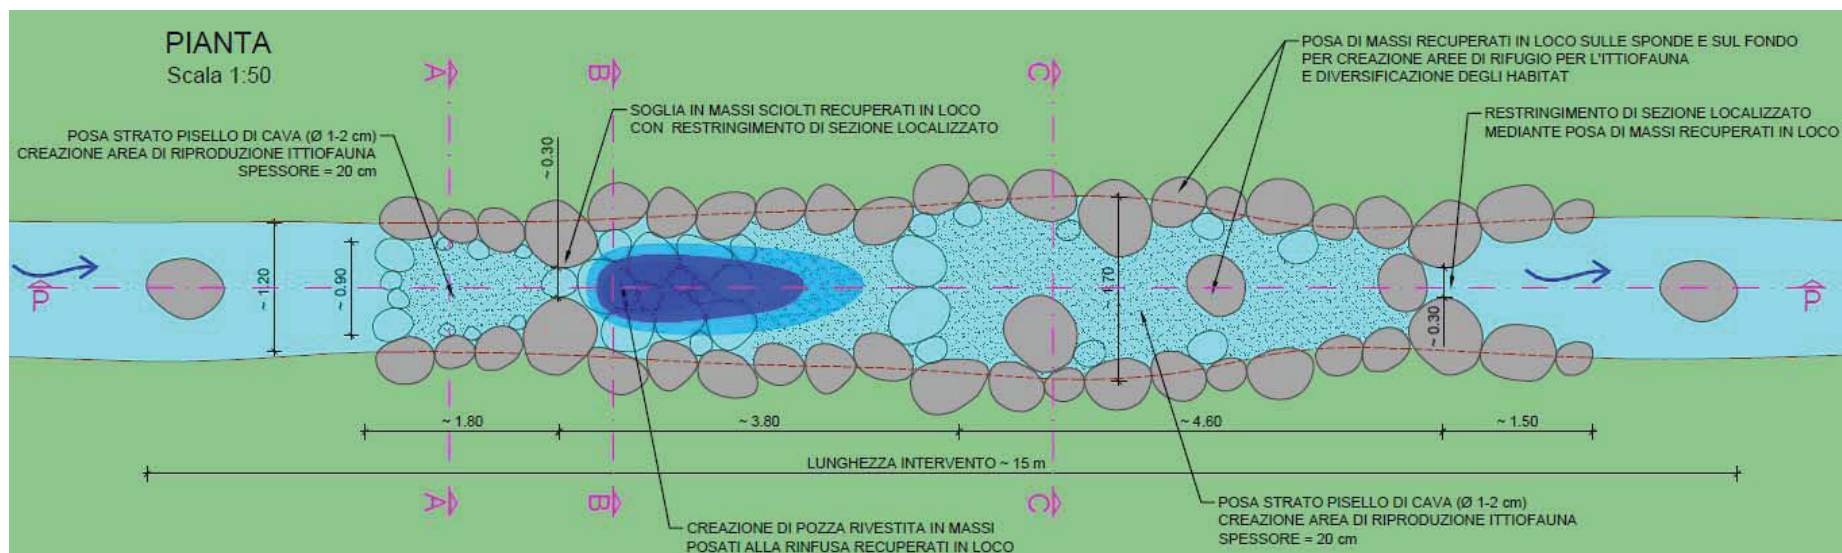 PIANTA
Scala 1:50
POSA STRATO PISELLO DI CAVA (Ø 1-2 cm)
CREAZIONE AREA DI RIPRODUZIONE ITTIOFAUNA
SPESSORE = 20 cm
SOGLIA IN MASSI SCIOLTI RECUPERATI IN LOCO
CON RESTRINGIMENTO DI SEZIONE LOCALIZZATO
POSA DI MASSI RECUPERATI IN LOCO SULLE SPONDE E SUL FONDO
PER CREAZIONE AREE DI RIFUGIO PER L'ITTIOFAUNA
E DIVERSIFICAZIONE DEGLI HABITAT
RESTRINGIMENTO DI SEZIONE LOCALIZZATO
MEDIANTE POSA DI MASSI RECUPERATI IN LOCO
A
B
C
~ 0.30
P
~ 1.20
~ 0.90
1.70
~ 0.30
P
~ 1.80
~ 3.80
~ 4.60
~ 1.50
LUNGHEZZA INTERVENTO ~ 15 m
A
B
C
CREAZIONE DI POZZA RIVESTITA IN MASSI
POSATI ALLA RINFUSA RECUPERATI IN LOCO
POSA STRATO PISELLO DI CAVA (Ø 1-2 cm)
CREAZIONE AREA DI RIPRODUZIONE ITTIOFAUNA
SPESSORE = 20 cm